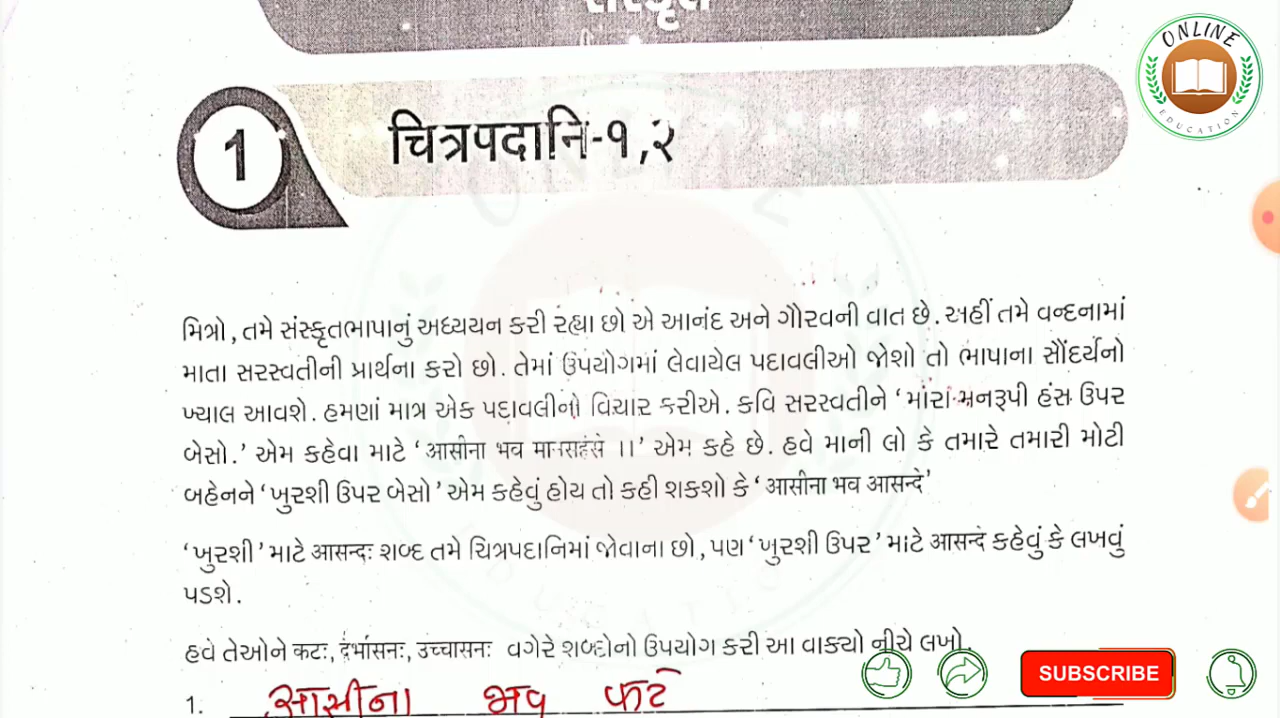 संस्कृत
ONLINE EDUCATION
1
चित्रपदानि-१,२
મિત્રો, તમે સંસ્કૃતભાષાનું અધ્યયન કરી રહ્યા છો એ આનંદ અને ગૌરવની વાત છે. અહીં તમે વન્દનામાં
માતા સરસ્વતીની પ્રાર્થના કરો છો. તેમાં ઉપયોગમાં લેવાયેલ પદાવલીઓ જોશો તો ભાષાના સૌંદર્યનો
ખ્યાલ આવશે. હમણાં માત્ર એક પદાવલીનો વિચાર કરીએ. કવિ સરસ્વતીને ‘મારા મનરૂપી હંસ ઉપર
બેસો.’ એમ કહેવા માટે ‘आसीना भव मानसहंसे ।।’ એમ કહે છે. હવે માની લો કે તમારે તમારી મોટી
બહેનને ‘ખુરશી ઉપર બેસો’ એમ કહેવું હોય તો કહી શકશો કે ‘आसीना भव आसन्दे’
‘ખુરશી’ માટે आसन्दः શબ્દ તમે ચિત્રપદાનિમાં જોવાના છો, પણ ‘ખુરશી ઉપર’ માટે आसन्दे કહેવું કે લખવું
પડશે.
હવે તેઓને कटः, दर्भासनः, उच्चासनः વગેરે શબ્દોનો ઉપયોગ કરી આ વાક્યો નીચે લખો.
SUBSCRIBE
1. आसीना भव कटे